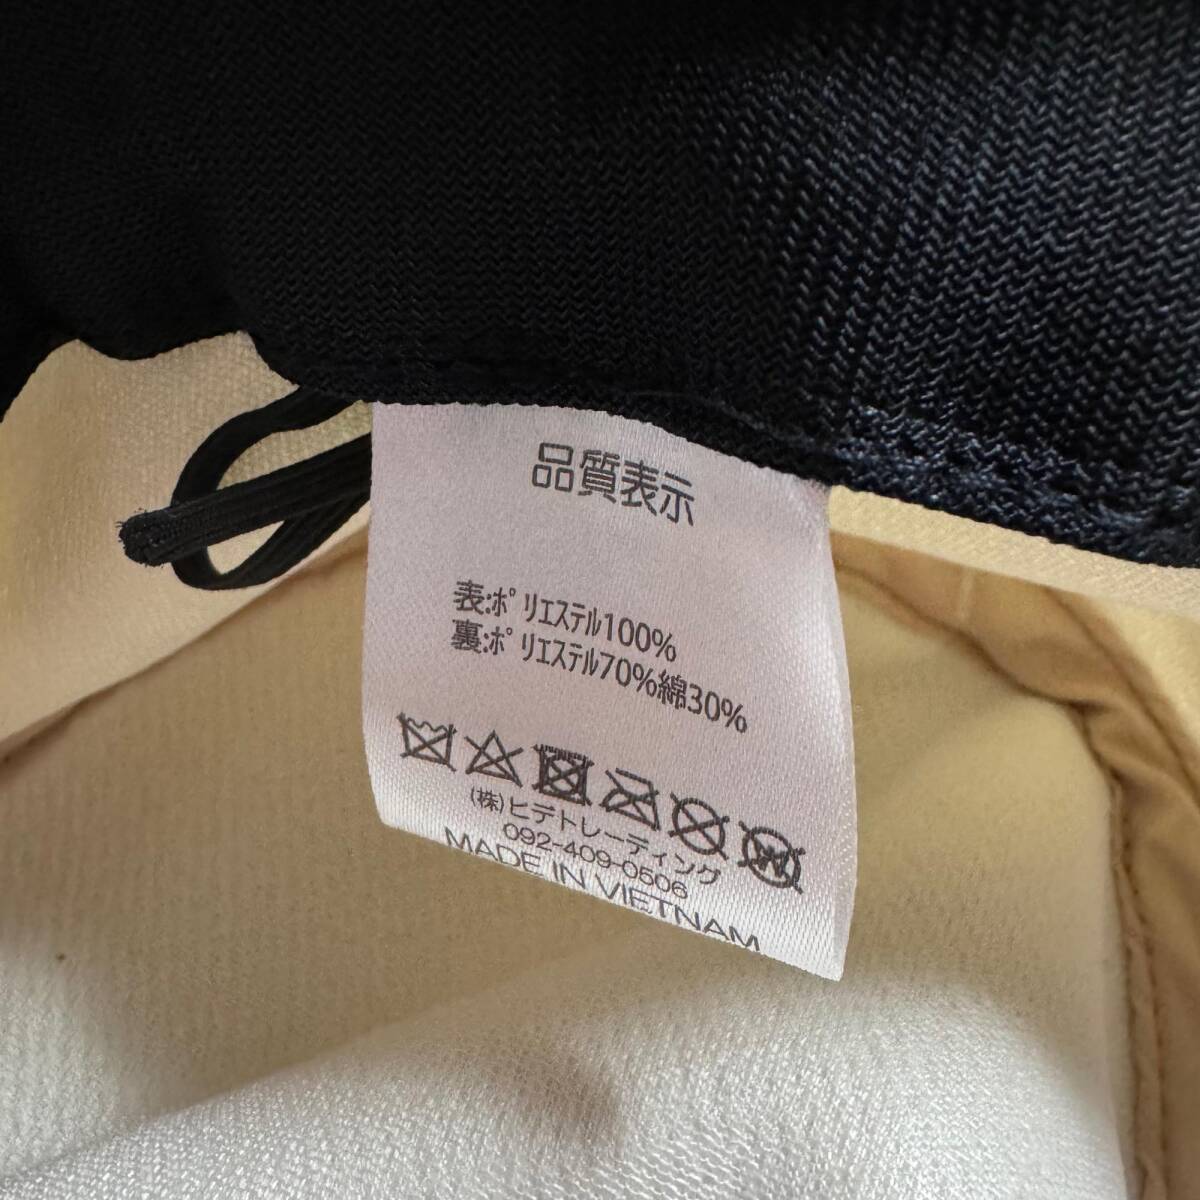 品質表示
表:ポリエステル100%
裏:ポリエステル70%綿30%
(株)ヒデトレーディング
092-409-0506
MADE IN VIETNAM